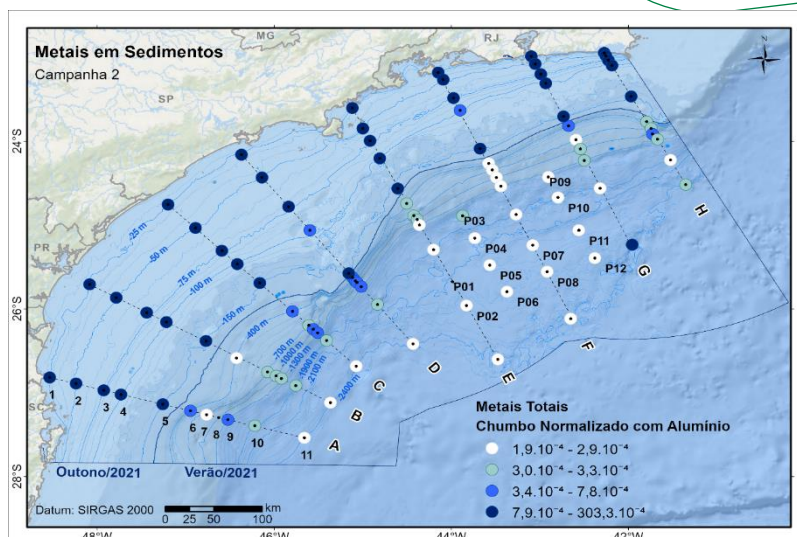 MG
RJ
Metais em Sedimentos
Campanha 2
SP
24°S
24°S
PR
26°S
26°S
SC
28°S
28°S
-25 m
-50 m
-75 m
-100 m
-150 m
-400 m
-700 m
-1000 m
-1300 m
-1900 m
-2100 m
-2400 m
P09
P10
P03
P04
P07
P11
P05
P12
P01
P08
P06
P02
H
G
F
E
D
C
B
A
1
2
3
4
5
6
7
8
9
10
11
Outono/2021 Verão/2021
Metais Totais
Chumbo Normalizado com Alumínio
1,9.10⁻⁴ - 2,9.10⁻⁴
3,0.10⁻⁴ - 3,3.10⁻⁴
3,4.10⁻⁴ - 7,8.10⁻⁴
7,9.10⁻⁴ - 303,3.10⁻⁴
Datum: SIRGAS 2000
km
0 25 50 100
48°W
46°W
44°W
42°W